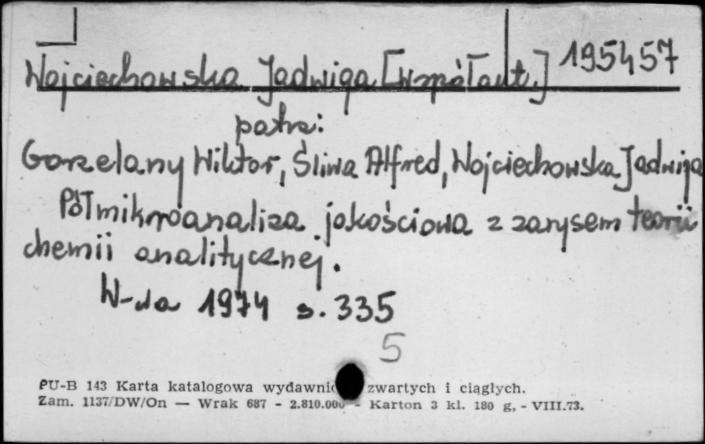 Wojciechowska Jadwiga [współaut.] 195457
patrz:
Gorzelany Wiktor, Śliwa Alfred, Wojciechowska Jadwiga
Półmikroanaliza jakościowa z zarysem teorii
chemii analitycznej.
W-wa 1974 s. 335
5
PU-B 143 Karta katalogowa wydawnic zwartych i ciągłych.
Zam. 1137/DW/On — Wrak 687 - 2.810.000 - Karton 3 kl. 180 g, - VIII.73.